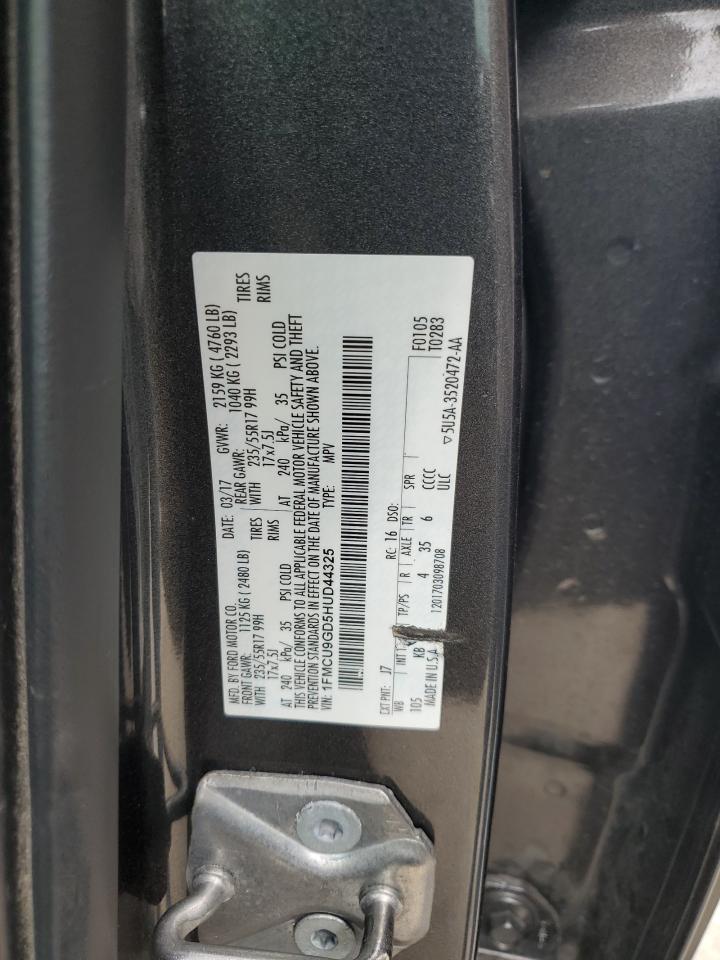 MFD. BY FORD MOTOR CO. DATE: 03/17 GVWR: 2159 KG ( 4760 LB)
FRONT GAWR: 1125 KG ( 2480 LB) REAR GAWR: 1040 KG ( 2293 LB)
WITH 235/55R17 99H TIRES WITH 235/55R17 99H TIRES
17x7.5J RIMS 17x7.5J RIMS
AT 240 kPa/ 35 PSI COLD AT 240 kPa/ 35 PSI COLD
THIS VEHICLE CONFORMS TO ALL APPLICABLE FEDERAL MOTOR VEHICLE SAFETY AND THEFT
PREVENTION STANDARDS IN EFFECT ON THE DATE OF MANUFACTURE SHOWN ABOVE.
VIN: 1FMCU9GD5HUD44325 TYPE: MPV
F0105
T0283
EXT PNT: J7 RC: 16 DSO:
WB INT TP/PS R AXLE TR SPR
105 KB 4 35 6 CCCC
MADE IN U.S.A. 1201703098708 ULC
▽5U5A-3520472-AA